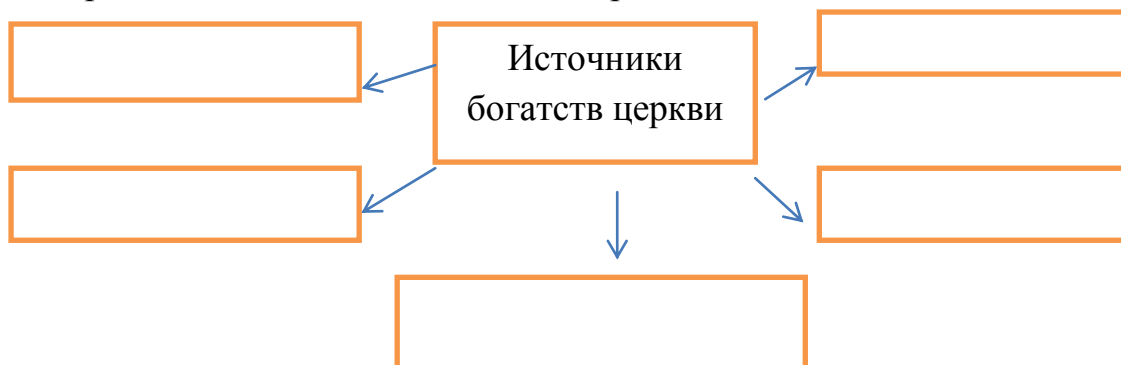 Источники
богатств церкви